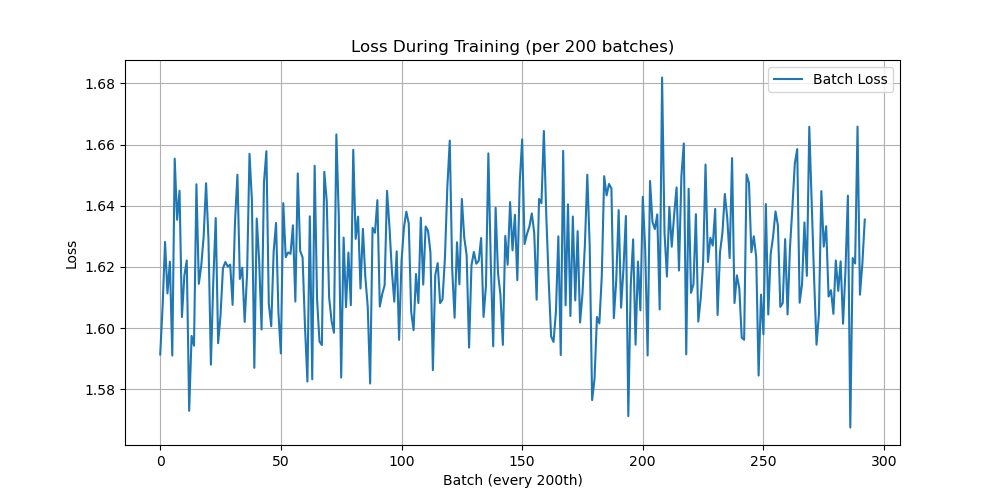 Loss During Training (per 200 batches)
Batch Loss
Loss
1.68
1.66
1.64
1.62
1.60
1.58
0 50 100 150 200 250 300
Batch (every 200th)